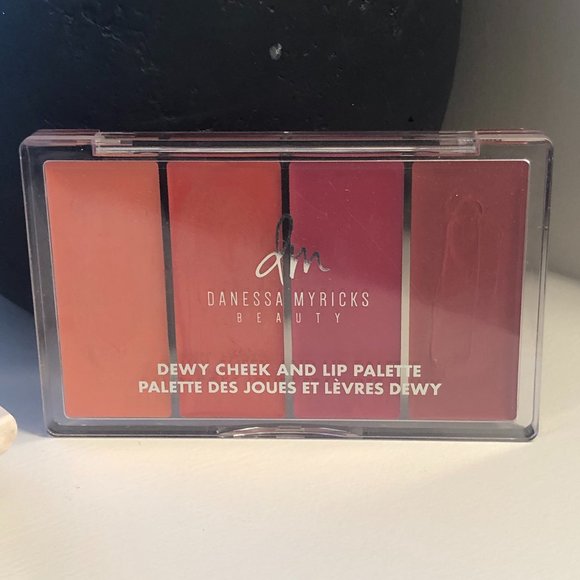 dm
DANESSA MYRICKS
BEAUTY
DEWY CHEEK AND LIP PALETTE
PALETTE DES JOUES ET LÈVRES DEWY